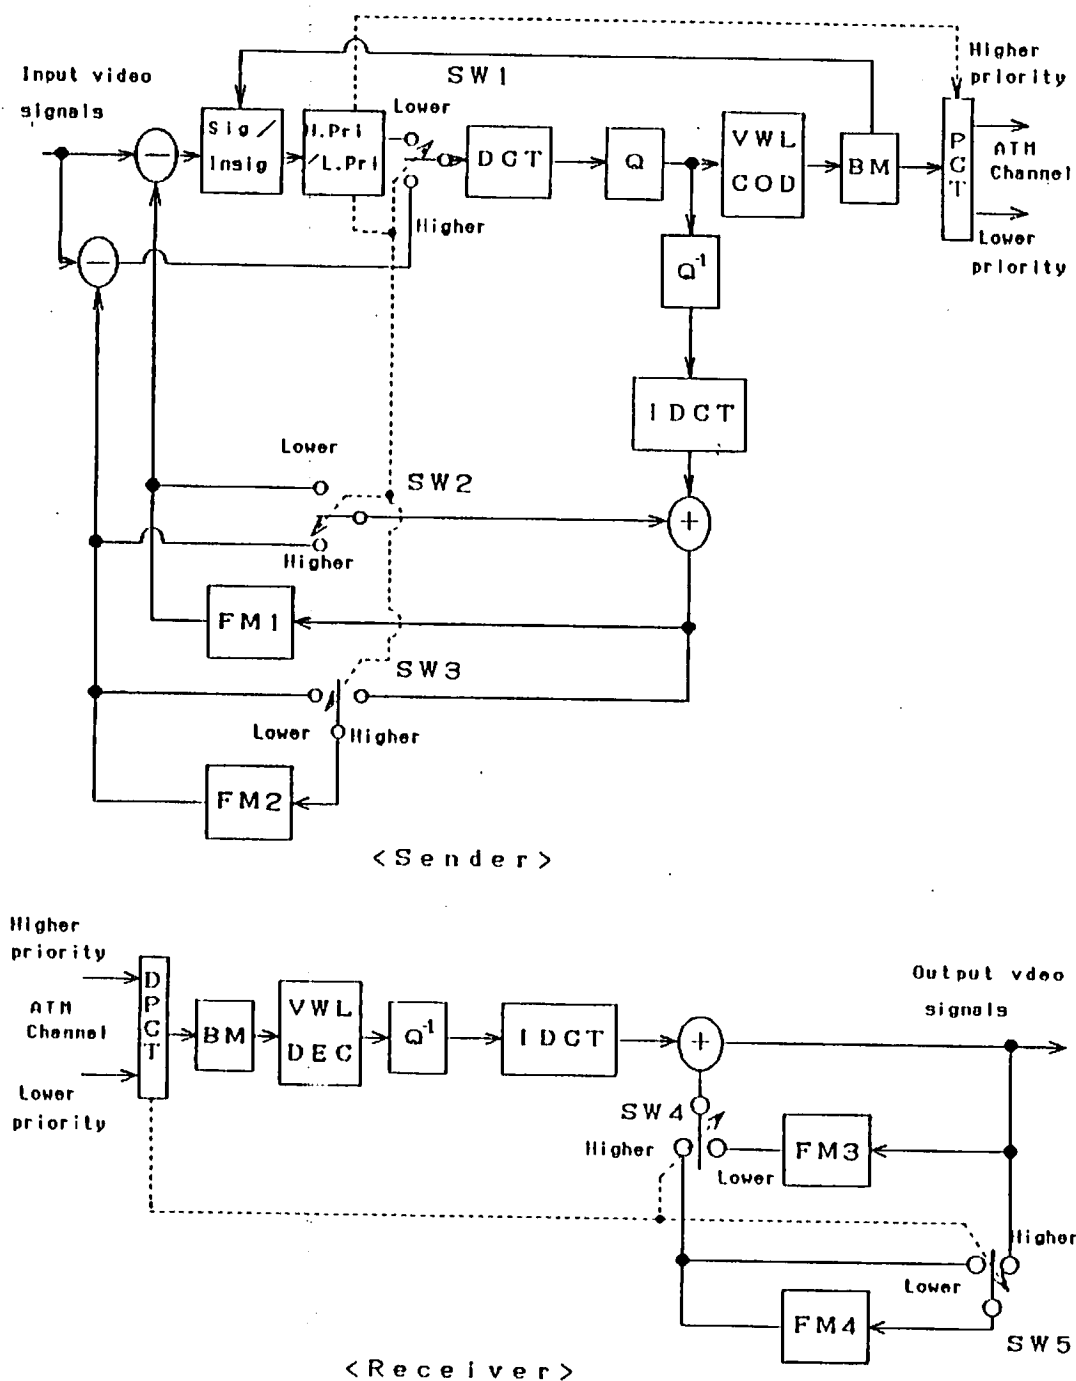 Input video
signals
SW1
Higher
priority
Lower
Sig/
Insig
H.Pri
/L.Pri
DCT
Q
VWL
COD
BM
PCT
ATM
Channel
Higher
Lower
priority
Q-1
IDCT
Lower
SW2
Higher
FM1
SW3
Lower
Higher
FM2
<Sender>
Higher
priority
ATM
Channel
Lower
priority
DPCT
BM
VWL
DEC
Q-1
IDCT
Output vdeo
signals
SW4
Higher
Lower
FM3
Higher
Lower
FM4
SW5
<Receiver>